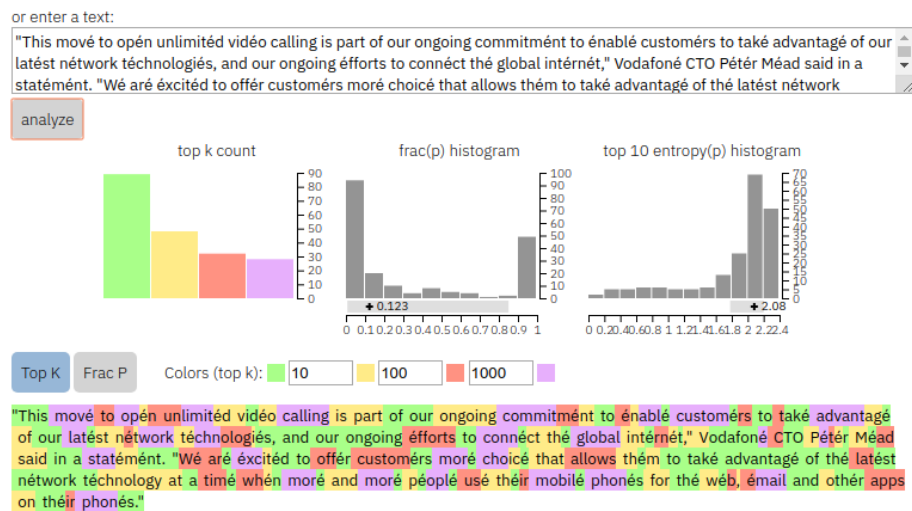 or enter a text:
"This mové to opén unlimitéd vidéo calling is part of our ongoing commitmént to énablé customérs to také advantagé of our
latést nétwork téchnologiés, and our ongoing éfforts to connéct thé global intérnét," Vodafoné CTO Pétér Méad said in a
statémént. "Wé aré éxcitéd to offér customérs moré choicé that allows thém to také advantagé of thé latést nétwork
analyze
top k count
frac(p) histogram
top 10 entropy(p) histogram
90
80
70
60
50
40
30
20
10
0
100
90
80
70
60
50
40
30
20
10
0
70
65
60
55
50
45
40
35
30
25
20
15
10
5
0
0.123
2.08
0 0.1 0.2 0.3 0.4 0.5 0.6 0.7 0.8 0.9 1
0 0.2 0.4 0.6 0.8 1 1.2 1.4 1.6 1.8 2 2.2 2.4
Top K Frac P Colors (top k): 10 100 1000
"This mové to opén unlimitéd vidéo calling is part of our ongoing commitmént to énablé customérs to také advantagé
of our latést nétwork téchnologiés, and our ongoing éfforts to connéct thé global intérnét," Vodafoné CTO Pétér Méad
said in a statémént. "Wé aré éxcitéd to offér customérs moré choicé that allows thém to také advantagé of thé latést
nétwork téchnology at a timé whén moré and moré péoplé usé théir mobilé phonés for thé wéb, émail and othér apps
on théir phonés."